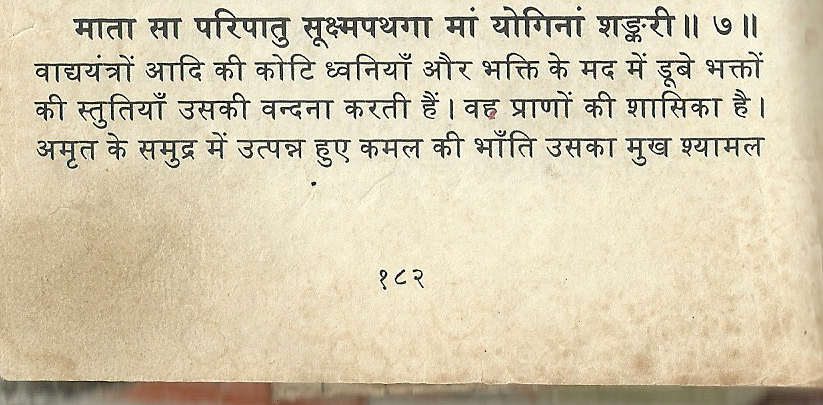 माता सा परिपातु सूक्ष्मपथगा मां योगिनां शङ्करी॥ ७॥
वाद्ययंत्रों आदि की कोटि ध्वनियाँ और भक्ति के मद में डूबे भक्तों
की स्तुतियाँ उसकी वन्दना करती हैं। वह प्राणों की शासिका है।
अमृत के समुद्र में उत्पन्न हुए कमल की भाँति उसका मुख श्यामल
१८२